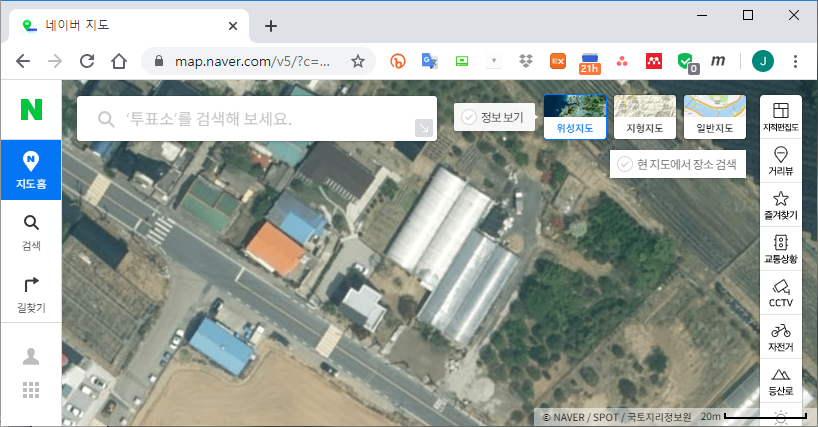 네이버 지도
map.naver.com/v5/?c=...
21h
0
m
J
N
'투표소'를 검색해 보세요.
정보 보기
위성지도
지형지도
일반지도
현 지도에서 장소 검색
N
지도홈
검색
길찾기
지적편집도
거리뷰
즐겨찾기
교통상황
CCTV
자전거
등산로
© NAVER / SPOT / 국토지리정보원
20m